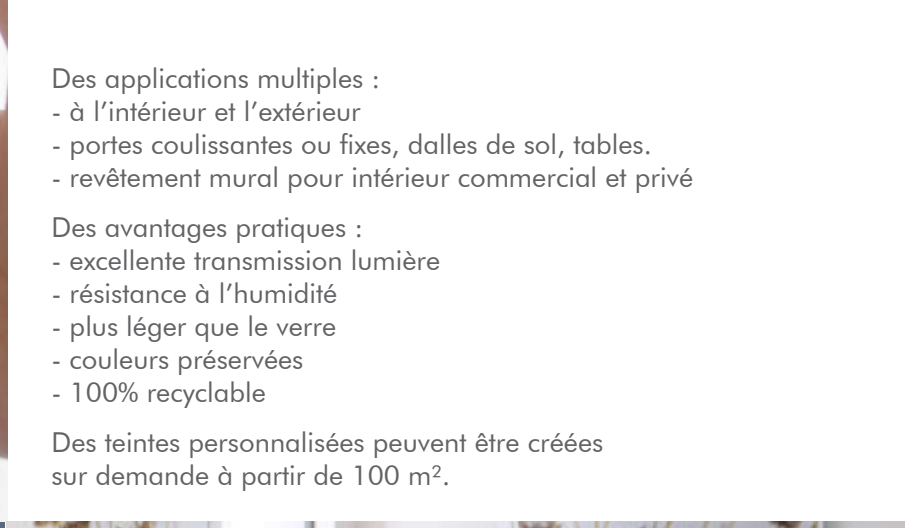 Des applications multiples :
- à l’intérieur et l’extérieur
- portes coulissantes ou fixes, dalles de sol, tables.
- revêtement mural pour intérieur commercial et privé
Des avantages pratiques :
- excellente transmission lumière
- résistance à l’humidité
- plus léger que le verre
- couleurs préservées
- 100% recyclable
Des teintes personnalisées peuvent être créées
sur demande à partir de 100 m².